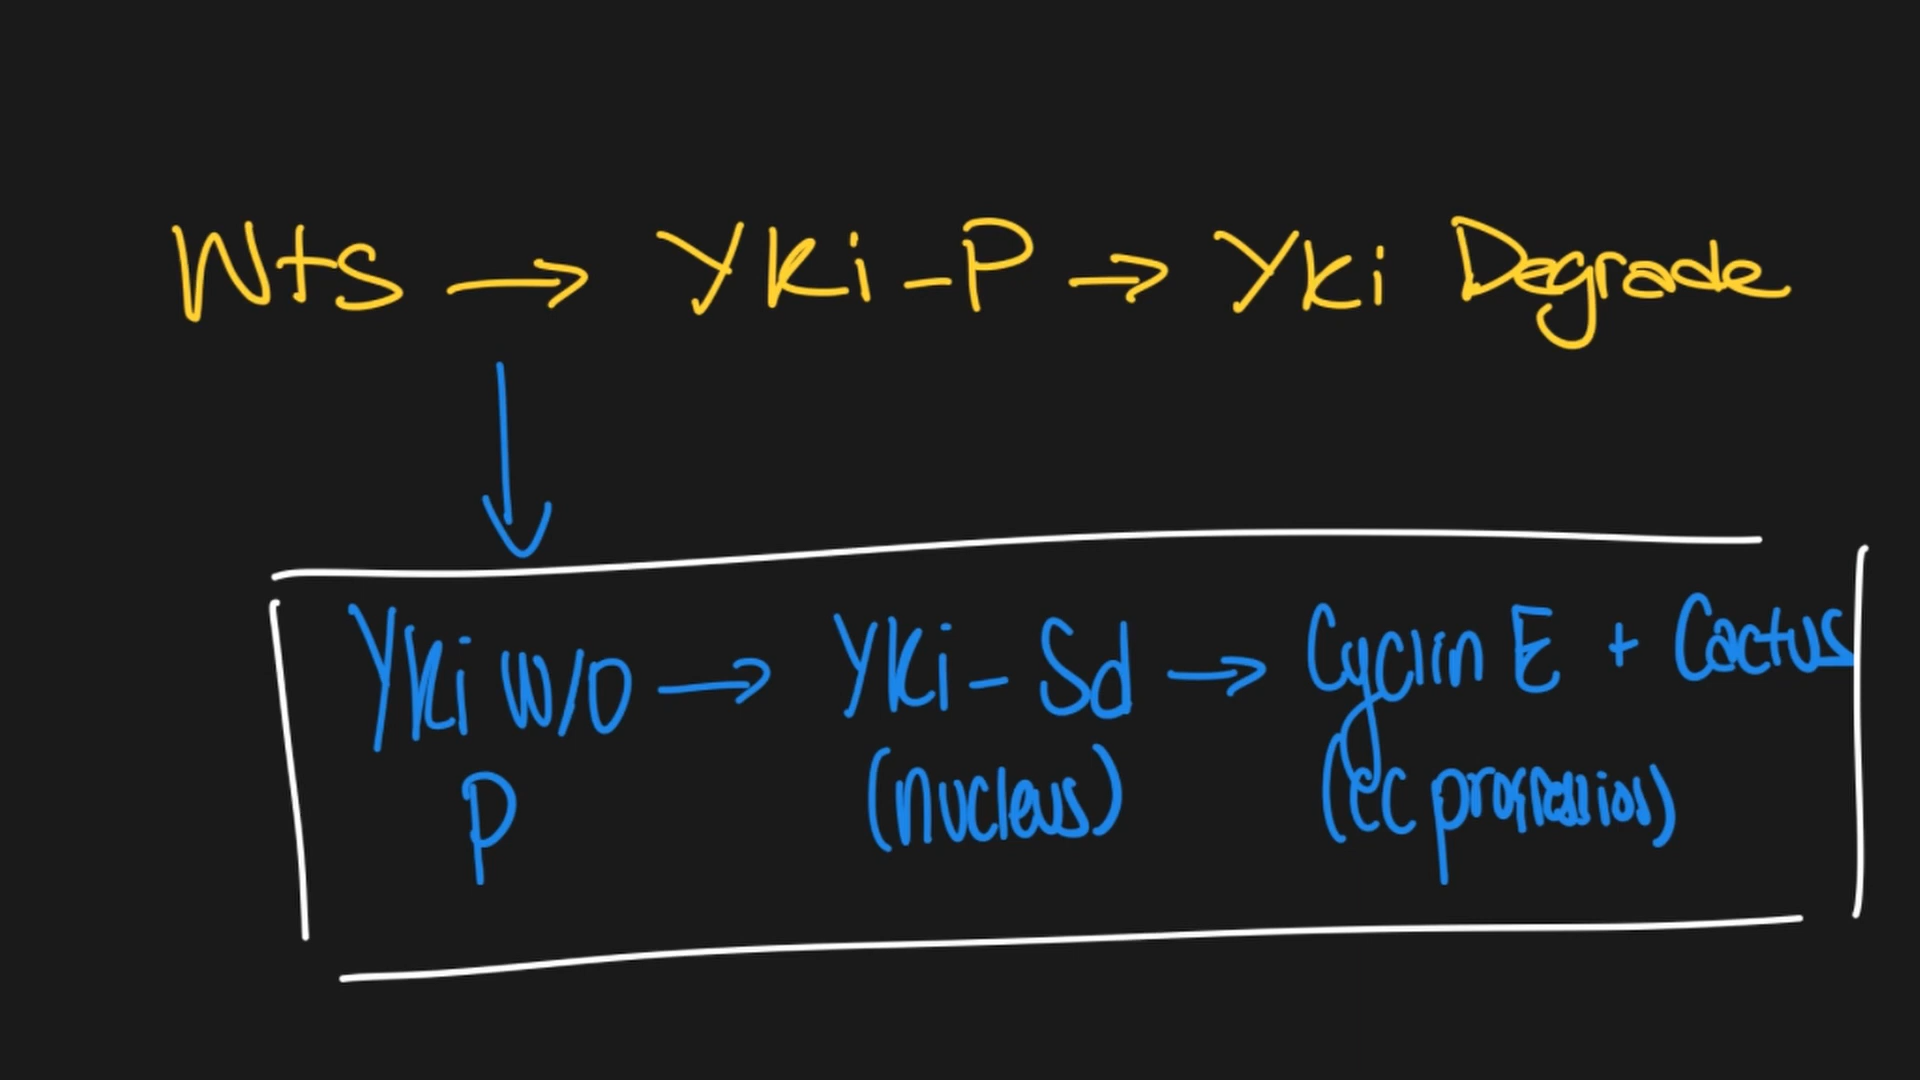 Wts → Yki - P → Yki Degrade
↓
Yki w/o P → Yki - Sd → Cyclin E + Cactus
(nucleus) (cc progression)